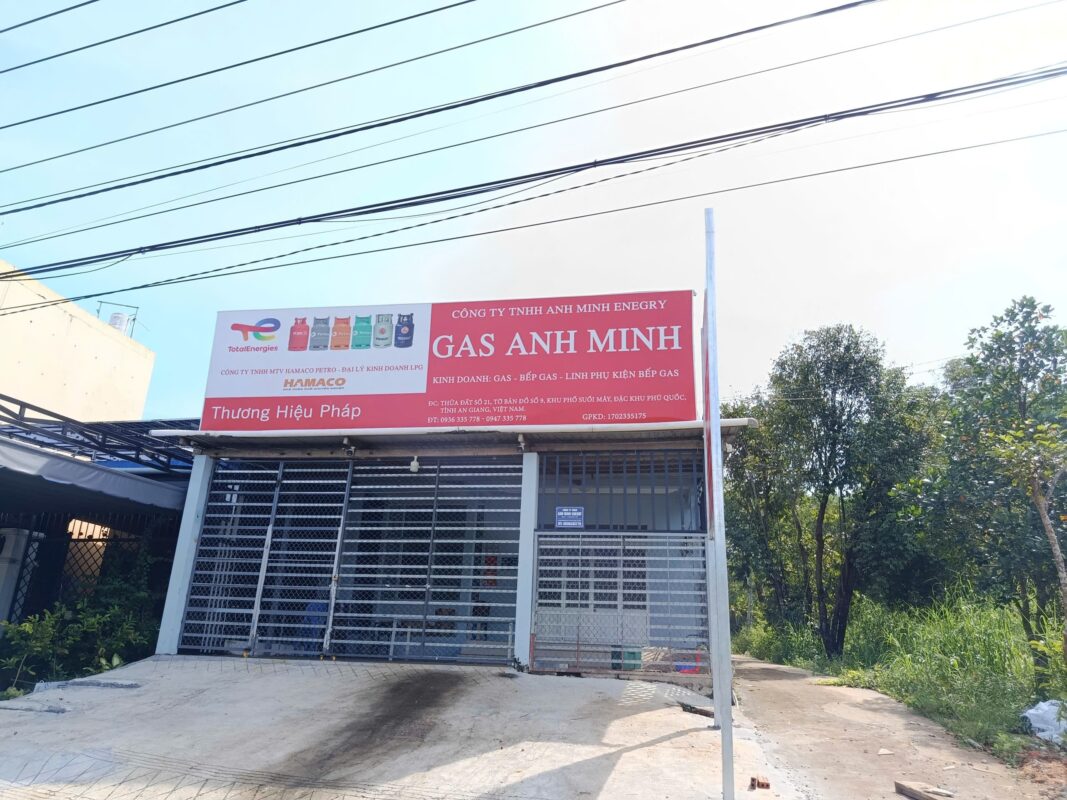 TotalEnergies
CÔNG TY TNHH MTV HAMACO PETRO - ĐẠI LÝ KINH DOANH LPG
HAMACO
Thương Hiệu Pháp
CÔNG TY TNHH ANH MINH ENEGRY
GAS ANH MINH
KINH DOANH: GAS - BẾP GAS - LINH PHỤ KIỆN BẾP GAS
ĐC: THỬA ĐẤT SỐ 21, TỜ BẢN ĐỒ SỐ 9, KHU PHỐ SUỐI MÂY, ĐẶC KHU PHÚ QUỐC,
TỈNH AN GIANG, VIỆT NAM.
ĐT: 0936 335 778 - 0947 335 778
GPKD: 1702335175